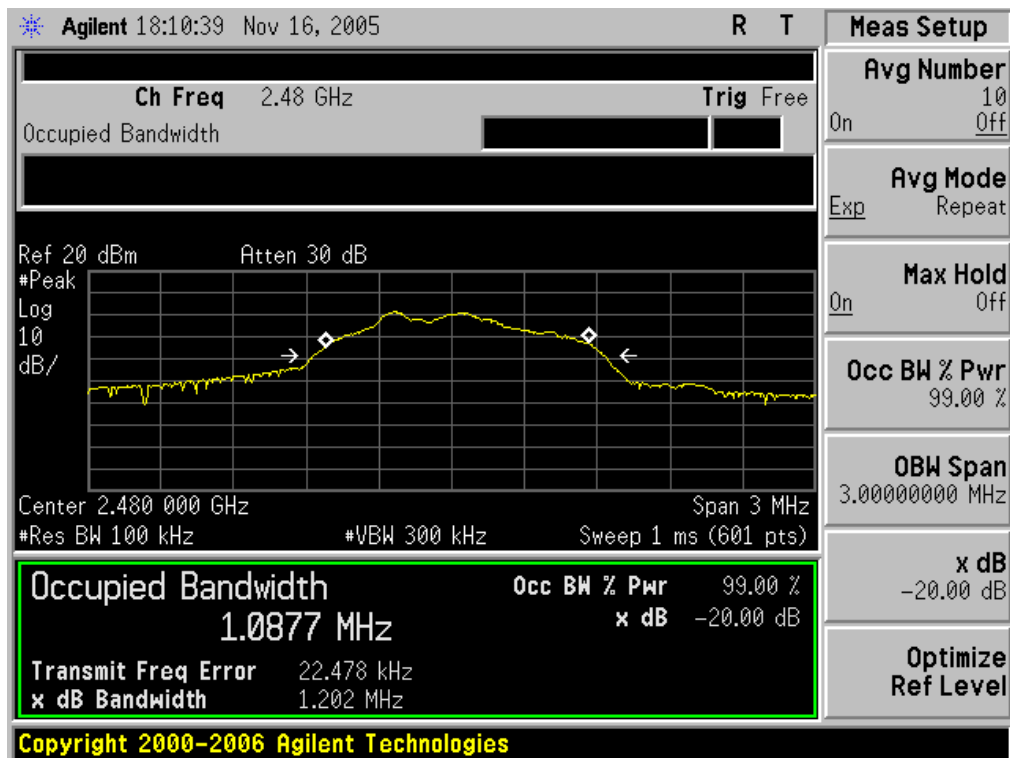 Agilent 18:10:39 Nov 16, 2005 R T
Ch Freq 2.48 GHz Trig Free
Occupied Bandwidth
Ref 20 dBm Atten 30 dB
#Peak
Log
10
dB/
Center 2.480 000 GHz Span 3 MHz
#Res BW 100 kHz #VBW 300 kHz Sweep 1 ms (601 pts)
Occupied Bandwidth Occ BW % Pwr 99.00 %
1.0877 MHz x dB -20.00 dB
Transmit Freq Error 22.478 kHz
x dB Bandwidth 1.202 MHz
Copyright 2000-2006 Agilent Technologies
Meas Setup
Avg Number
10
On Off
Avg Mode
Exp Repeat
Max Hold
On Off
Occ BW % Pwr
99.00 %
OBW Span
3.00000000 MHz
x dB
-20.00 dB
Optimize
Ref Level